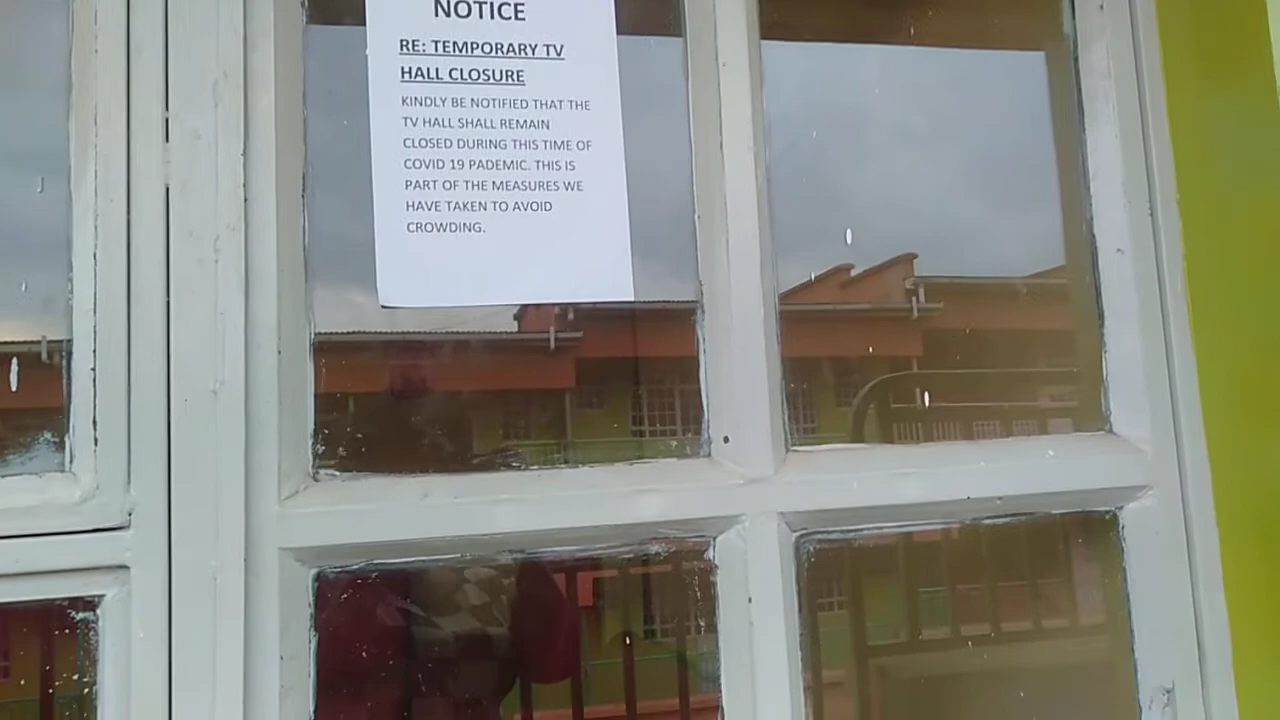 NOTICE
RE: TEMPORARY TV
HALL CLOSURE
KINDLY BE NOTIFIED THAT THE
TV HALL SHALL REMAIN
CLOSED DURING THIS TIME OF
COVID 19 PADEMIC. THIS IS
PART OF THE MEASURES WE
HAVE TAKEN TO AVOID
CROWDING.